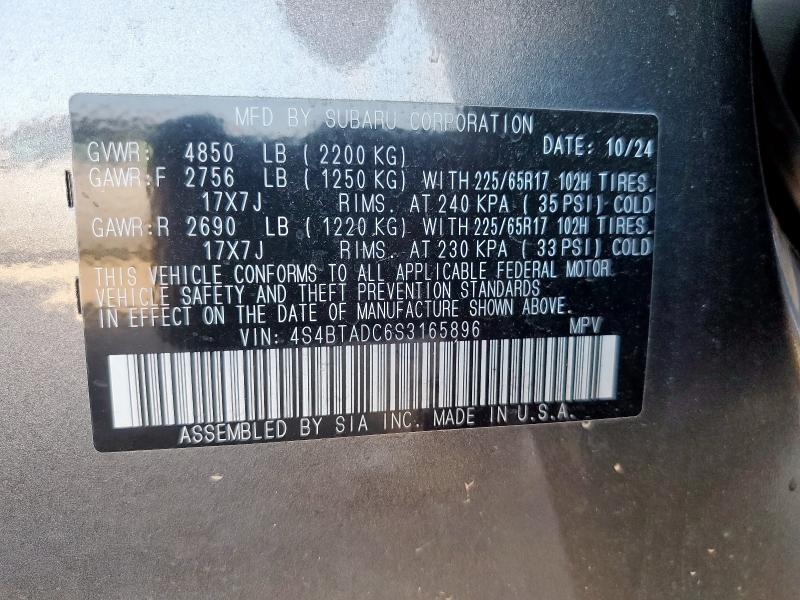 MFD BY SUBARU CORPORATION
DATE: 10/24
GVWR: 4850 LB (2200 KG)
GAWR:F 2756 LB (1250 KG) WITH 225/65R17 102H TIRES.
17X7J RIMS. AT 240 KPA (35 PSI) COLD
GAWR:R 2690 LB (1220 KG) WITH 225/65R17 102H TIRES.
17X7J RIMS. AT 230 KPA (33 PSI) COLD
THIS VEHICLE CONFORMS TO ALL APPLICABLE FEDERAL MOTOR
VEHICLE SAFETY AND THEFT PREVENTION STANDARDS
IN EFFECT ON THE DATE OF MANUFACTURE SHOWN ABOVE.
VIN: 4S4BTADC6S3165896 MPV
ASSEMBLED BY SIA INC. MADE IN U.S.A.